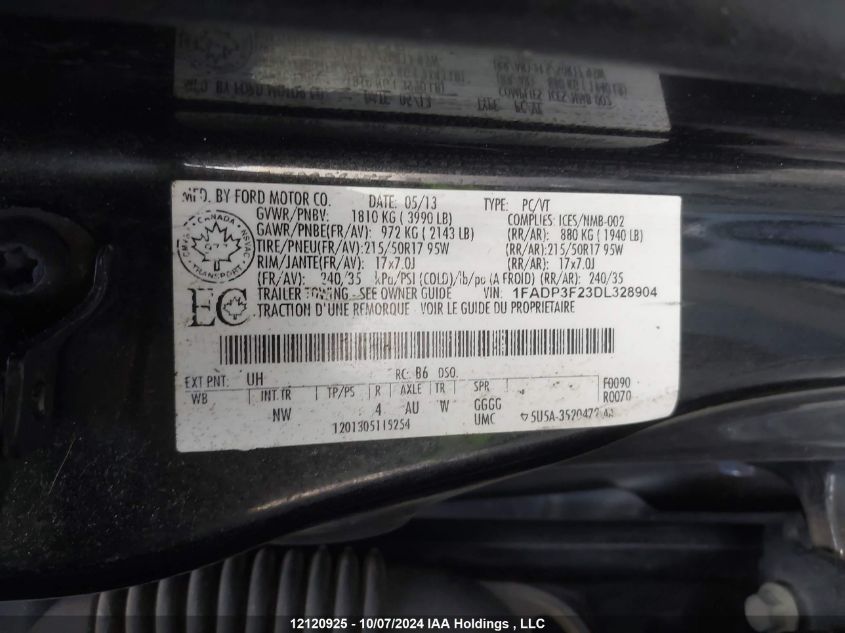 MFD. BY FORD MOTOR CO. DATE: 05/13 TYPE: PC/VT
GVWR/PNBV: 1810 KG ( 3990 LB) COMPLIES: ICES/NMB-002
GAWR/PNBE(FR/AV): 972 KG ( 2143 LB) (RR/AR): 880 KG ( 1940 LB)
TIRE/PNEU(FR/AV): 215/50R17 95W (RR/AR): 215/50R17 95W
RIM/JANTE(FR/AV): 17x7.0J (RR/AR): 17x7.0J
(FR/AV): 240/35 kPa/PSI (COLD)/lb/po (A FROID) (RR/AR): 240/35
TRAILER TOWING - SEE OWNER GUIDE VIN: 1FADP3F23DL328904
TRACTION D'UNE REMORQUE - VOIR LE GUIDE DU PROPRIETAIRE
CANADA
TRANSPORT
EC
EXT PNT: UH RC: B6 DSO:
WB INT TR TP/PS R AXLE TR SPR F0090
NW 4 AU W GGGG R0070
UMC
1201305115254
12120925 - 10/07/2024 IAA Holdings , LLC